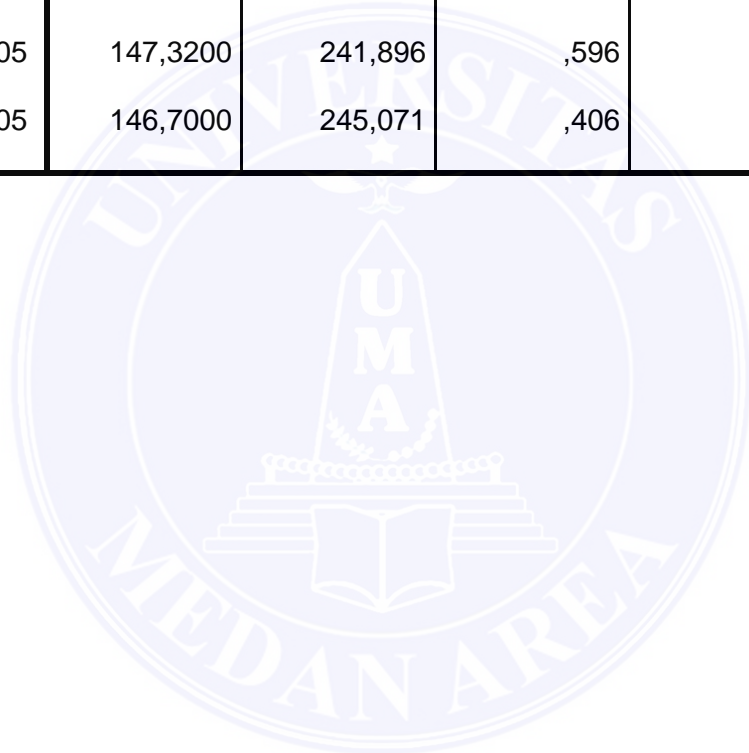 05 147,3200 241,896 ,596
05 146,7000 245,071 ,406
UNIVERSITAS
U
M
A
MEDAN AREA